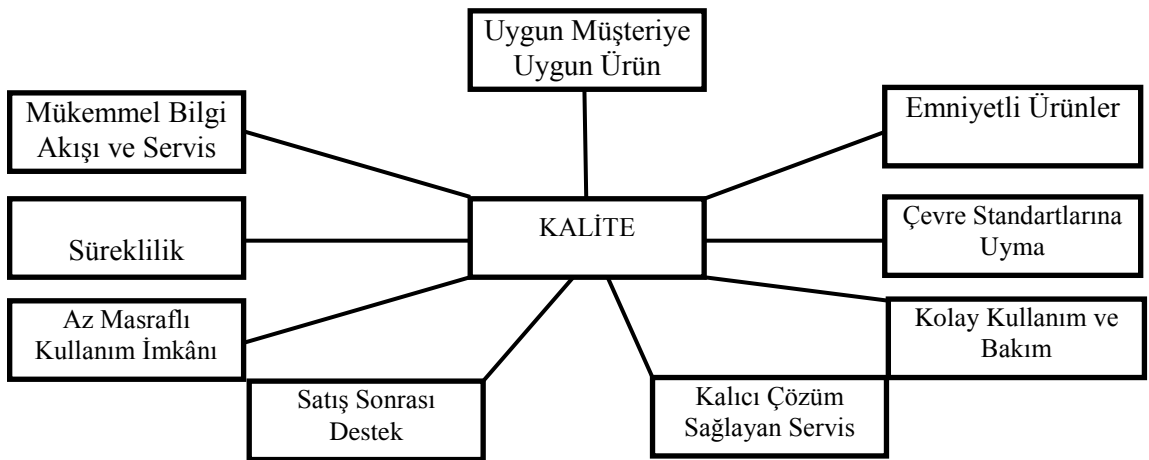 Uygun Müşteriye
Uygun Ürün
Mükemmel Bilgi
Akışı ve Servis
Emniyetli Ürünler
Süreklilik
KALİTE
Çevre Standartlarına
Uyma
Az Masraflı
Kullanım İmkânı
Kolay Kullanım ve
Bakım
Satış Sonrası
Destek
Kalıcı Çözüm
Sağlayan Servis